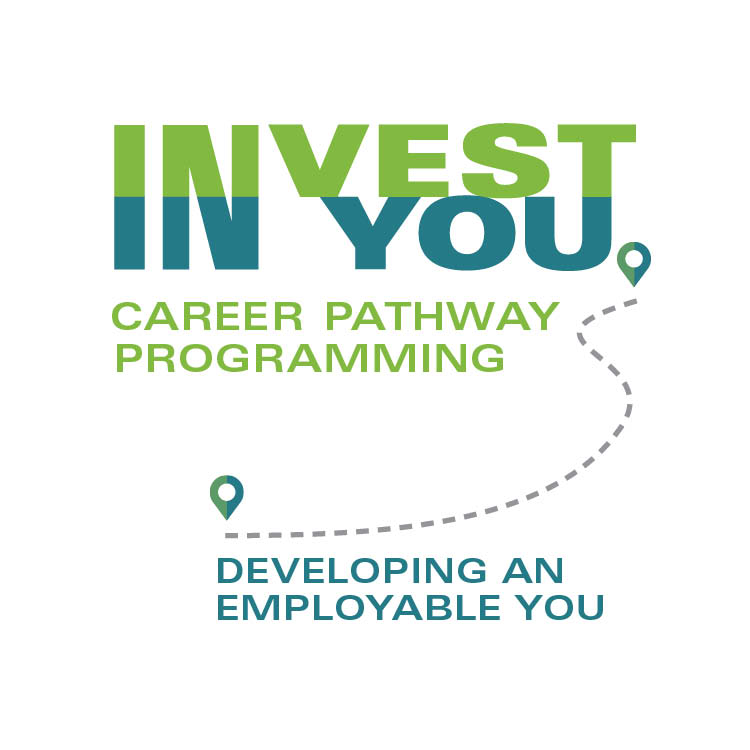 INVEST
IN YOU
CAREER PATHWAY
PROGRAMMING
DEVELOPING AN
EMPLOYABLE YOU